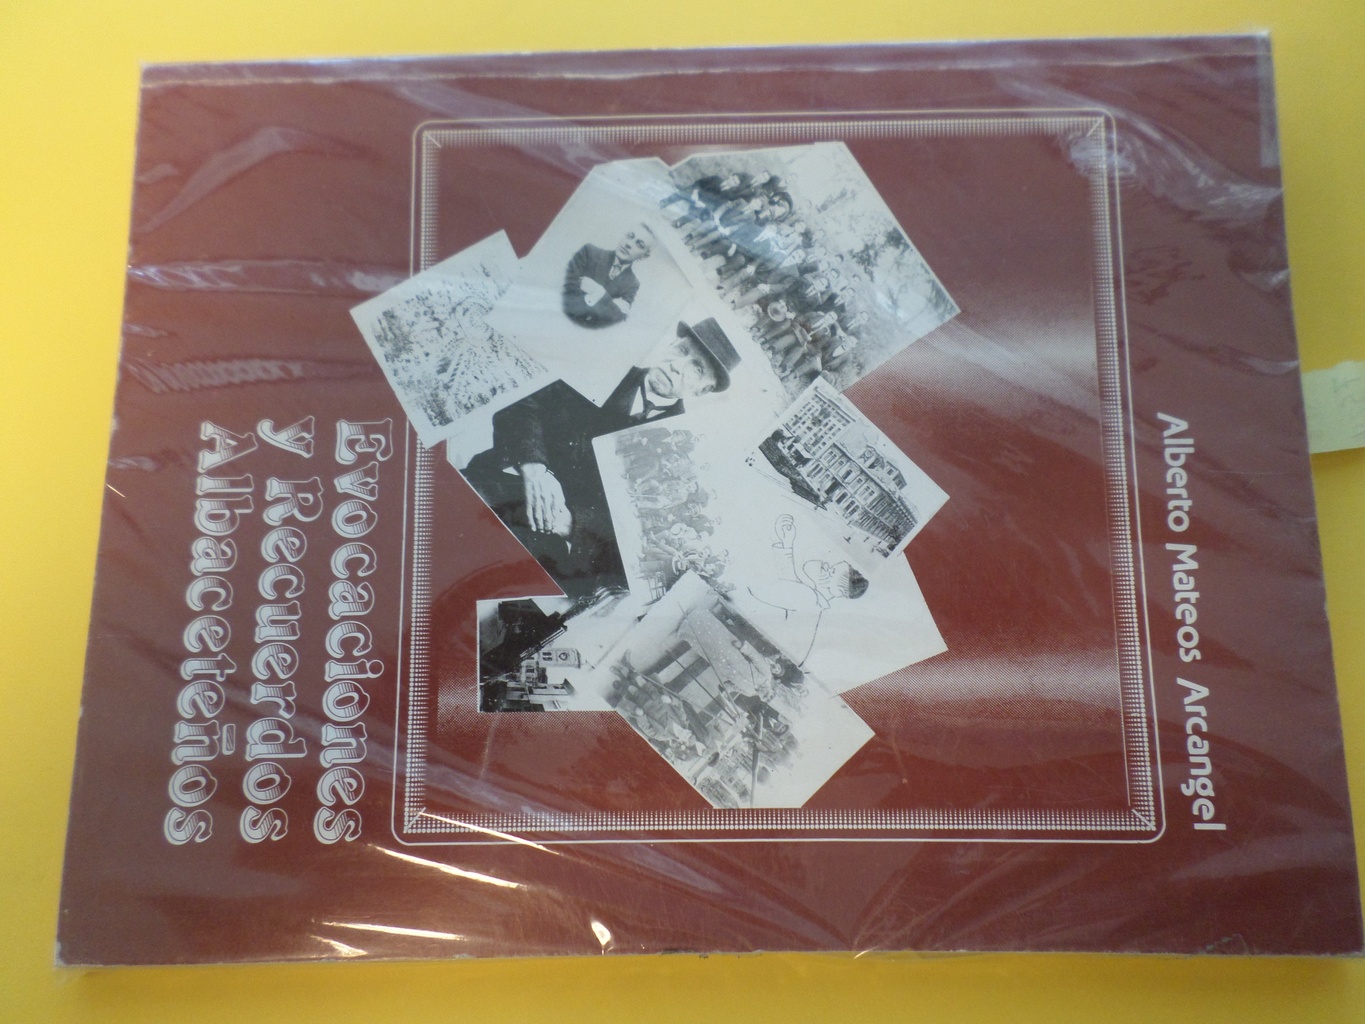 Alberto Mateos Arcangel
Evocaciones
y Recuerdos
Albaceteños